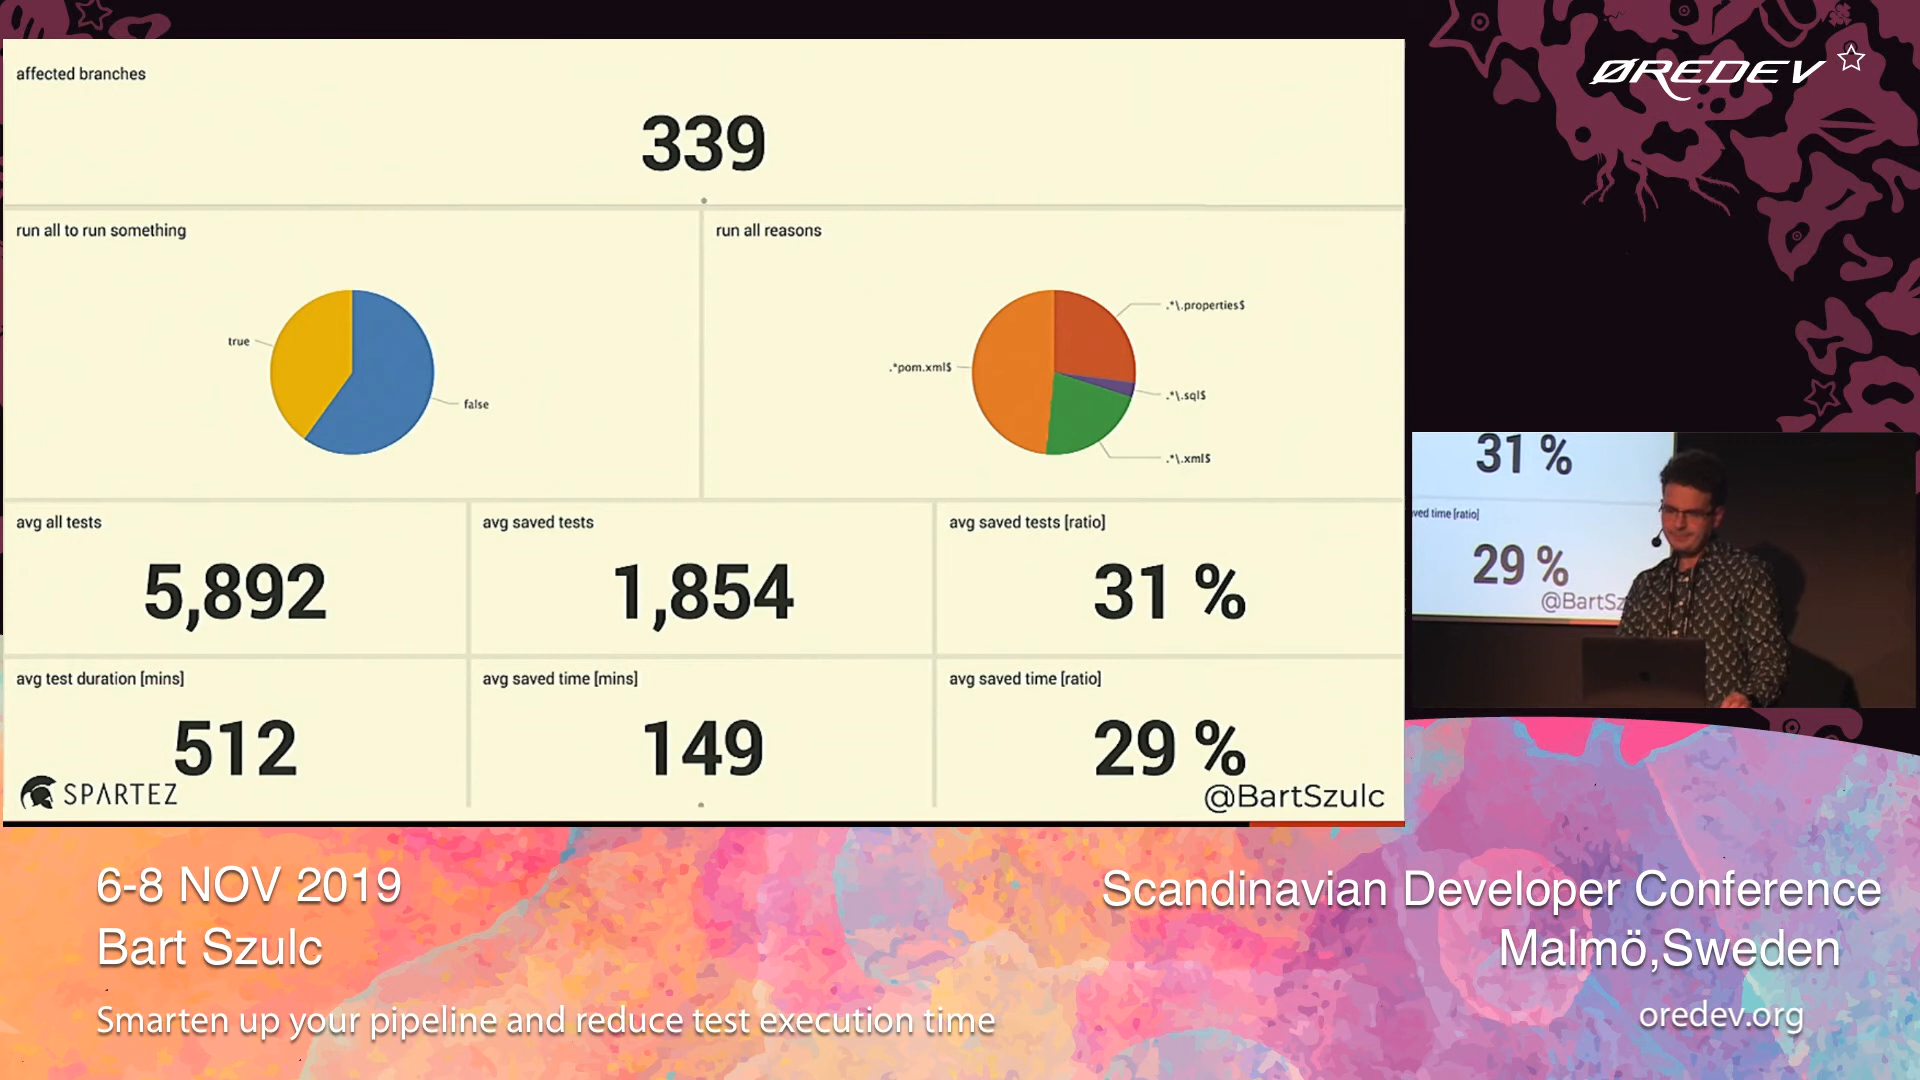 affected branches
339
run all to run something
true
false
run all reasons
.*\.properties$
.*pom.xml$
.*\.sql$
.*\.xml$
avg all tests
5,892
avg saved tests
1,854
avg saved tests [ratio]
31 %
avg test duration [mins]
512
avg saved time [mins]
149
avg saved time [ratio]
29 %
SPARTEZ
@BartSzulc
ØREDEV
31 %
ved time [ratio]
29 %
@BartSz
6-8 NOV 2019
Bart Szulc
Smarten up your pipeline and reduce test execution time
Scandinavian Developer Conference
Malmö,Sweden
oredev.org